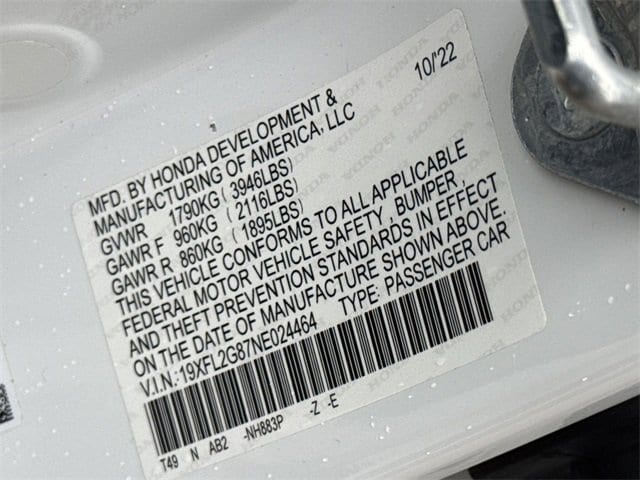 MFD. BY HONDA DEVELOPMENT & 10/'22
MANUFACTURING OF AMERICA, LLC
GVWR 1790KG ( 3946LBS)
GAWR F 960KG ( 2116LBS)
GAWR R 860KG ( 1895LBS)
THIS VEHICLE CONFORMS TO ALL APPLICABLE
FEDERAL MOTOR VEHICLE SAFETY , BUMPER ,
AND THEFT PREVENTION STANDARDS IN EFFECT
ON THE DATE OF MANUFACTURE SHOWN ABOVE.
V.I.N.:19XFL2G87NE024464 TYPE: PASSENGER CAR
T49 N AB2 -NH883P -Z -E